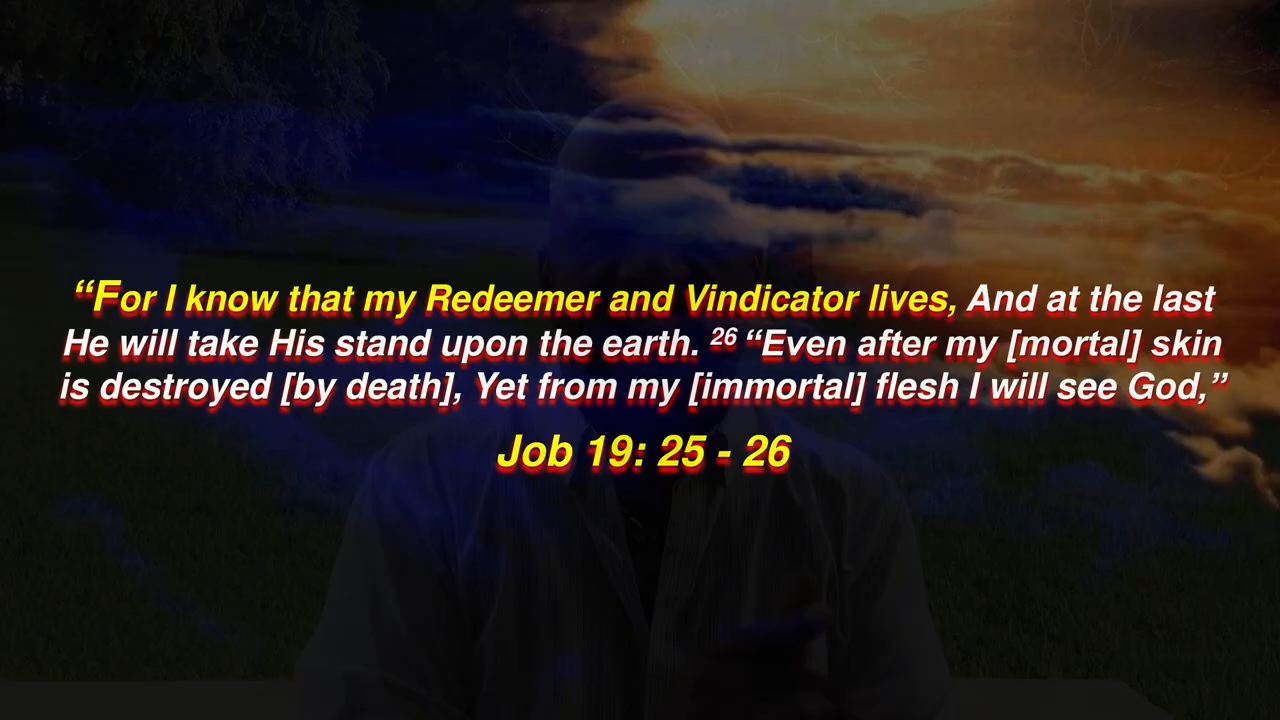 “For I know that my Redeemer and Vindicator lives, And at the last
He will take His stand upon the earth. 26 “Even after my [mortal] skin
is destroyed [by death], Yet from my [immortal] flesh I will see God,”
Job 19: 25 - 26